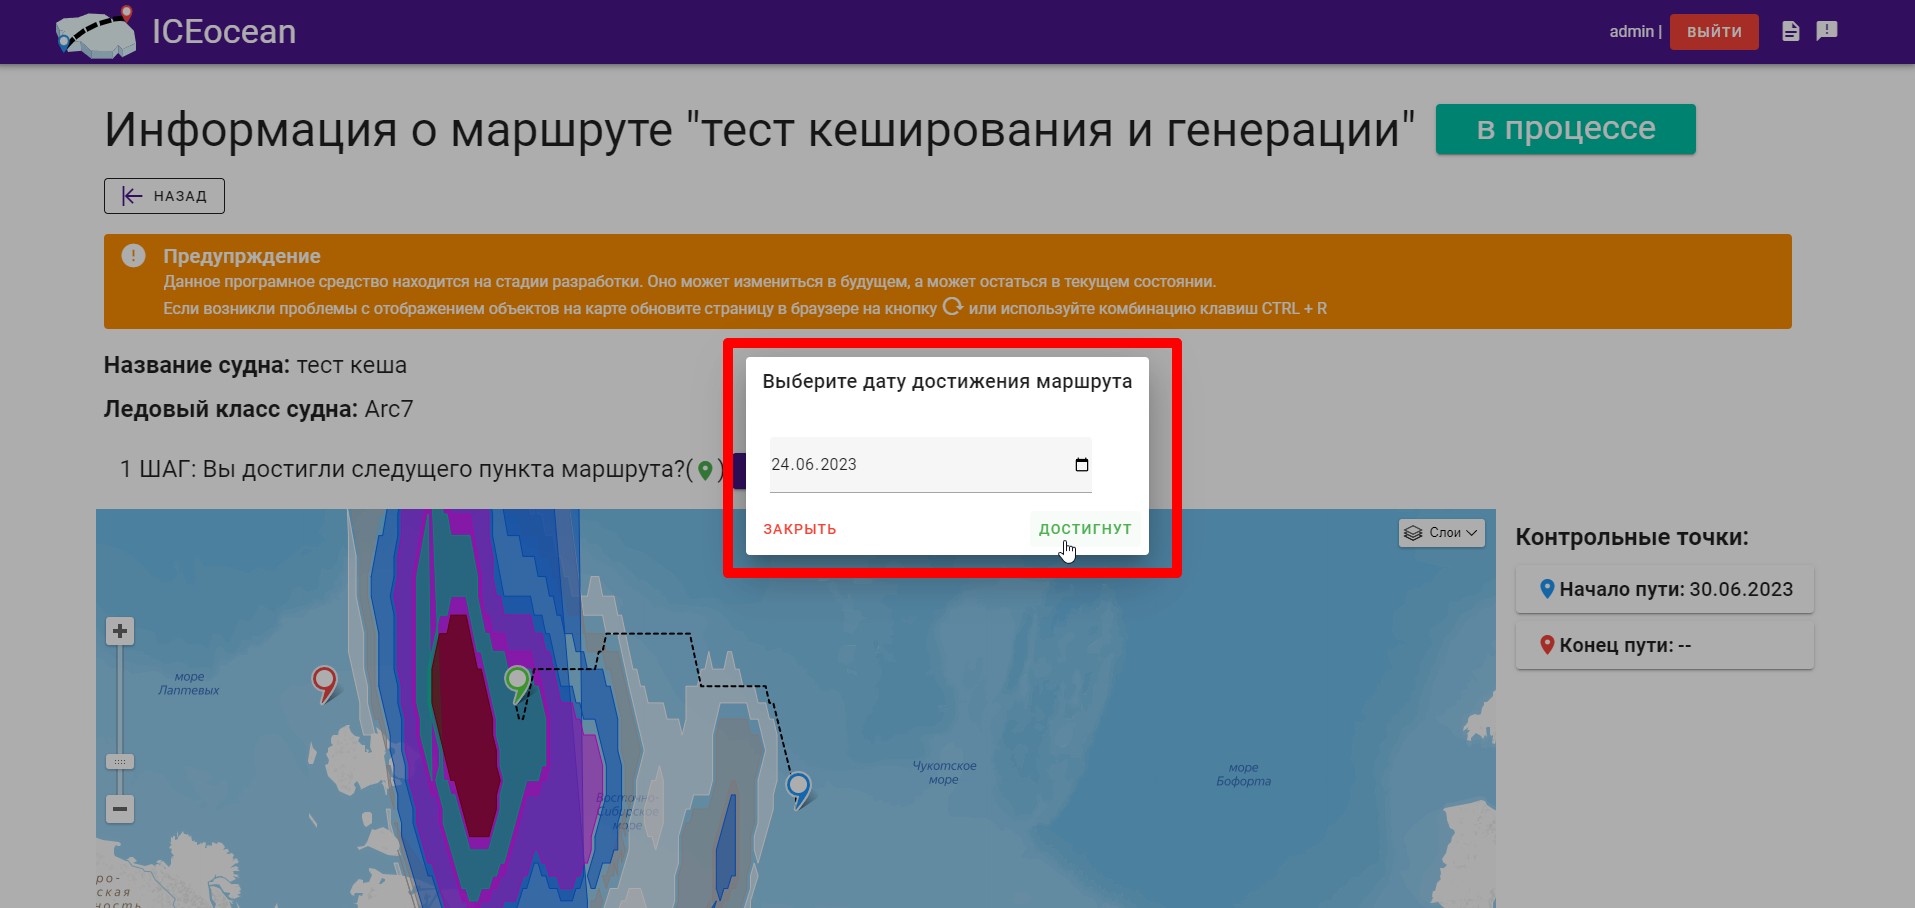 ICEocean
admin |
ВЫЙТИ
Информация о маршруте "тест кеширования и генерации"
в процессе
НАЗАД
Предупрждение
Данное програмное средство находится на стадии разработки. Оно может измениться в будущем, а может остаться в текущем состоянии.
Если возникли проблемы с отображением объектов на карте обновите страницу в браузере на кнопку или используйте комбинацию клавиш CTRL + R
Название судна: тест кеша
Ледовый класс судна: Arc7
1 ШАГ: Вы достигли следущего пункта маршрута?( )
Выберите дату достижения маршрута
24.06.2023
ЗАКРЫТЬ
ДОСТИГНУТ
Слои
Контрольные точки:
Начало пути: 30.06.2023
Конец пути: --
море
Лаптевых
Восточно-
Сибирское
море
Чукотское
море
море
Бофорта
ро-
ская
ность